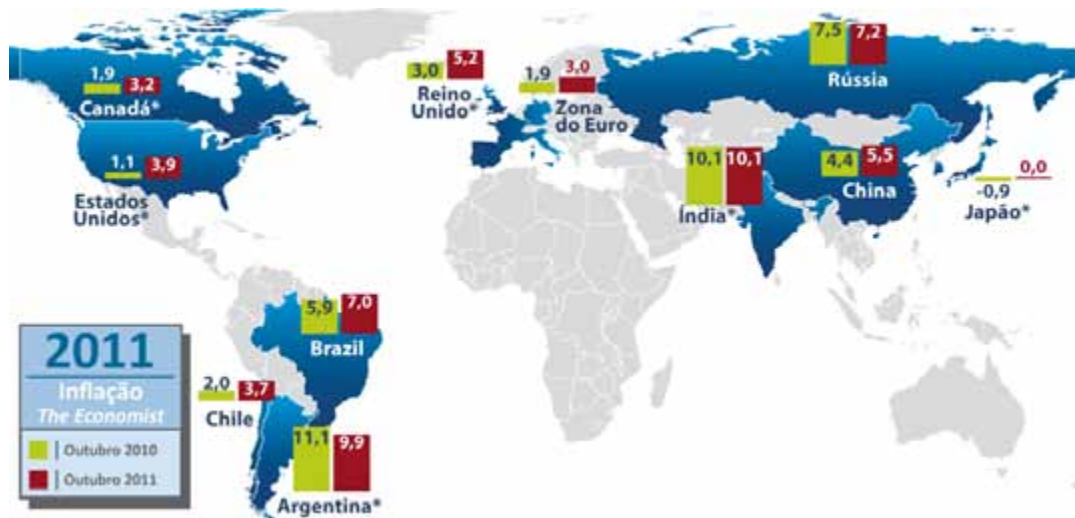 1,9
3,2
Canadá*
1,1
3,9
Estados
Unidos*
3,0
5,2
Reino
Unido*
1,9
3,0
Zona
do Euro
7,5
7,2
Rússia
10,1
10,1
Índia*
4,4
5,5
China
0,0
-0,9
Japão*
5,9
7,0
Brazil
2,0
3,7
Chile
11,1
9,9
Argentina*
2011
Inflação
The Economist
Outubro 2010
Outubro 2011